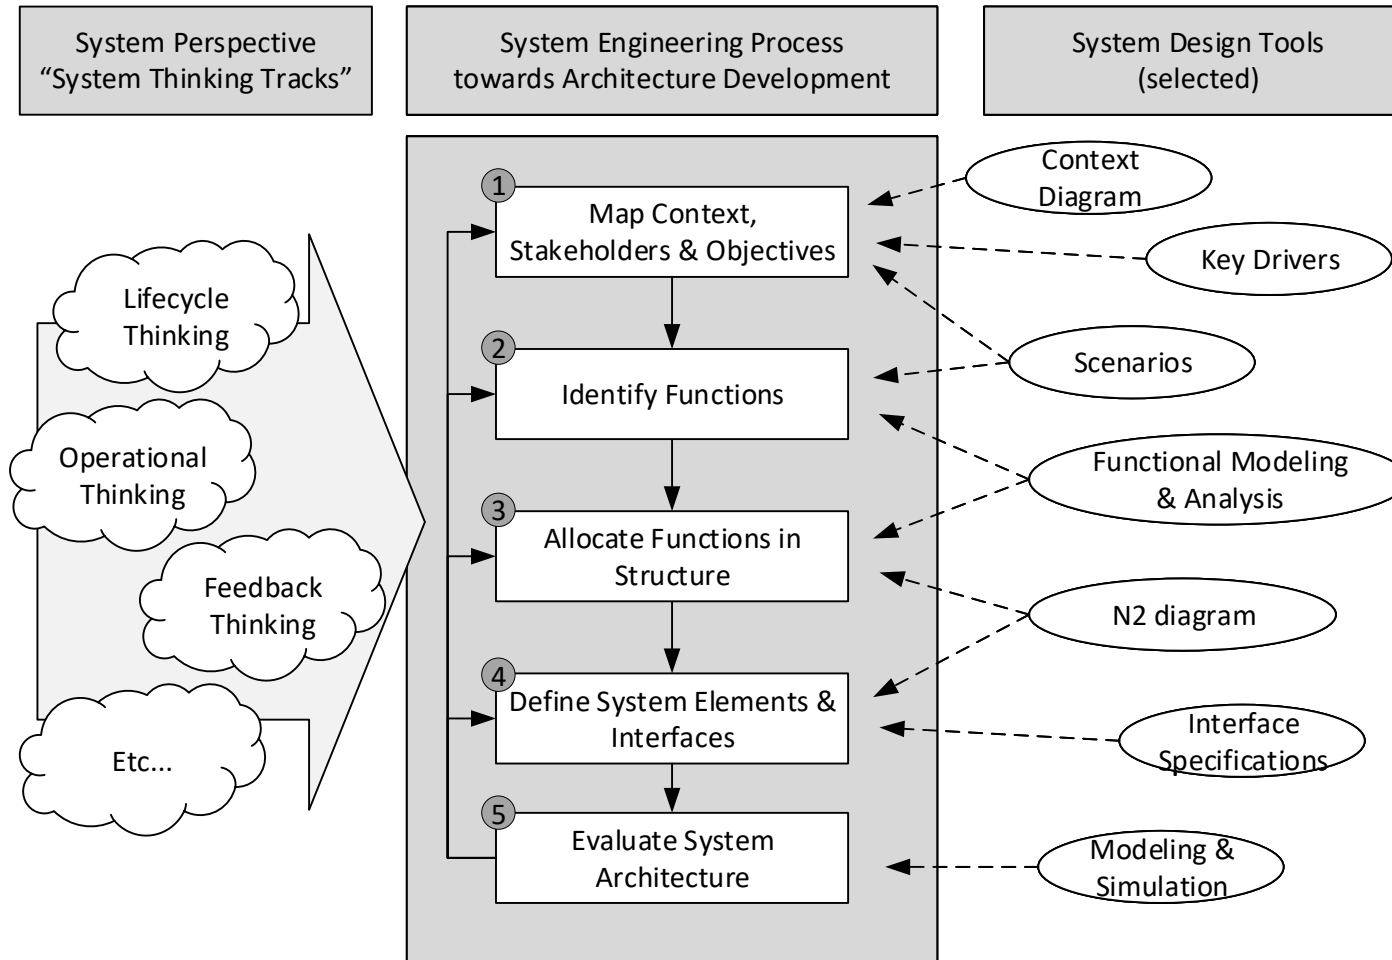 System Perspective
“System Thinking Tracks”
System Engineering Process
towards Architecture Development
System Design Tools
(selected)
Lifecycle
Thinking
Operational
Thinking
Feedback
Thinking
Etc...
1
Map Context,
Stakeholders & Objectives
2
Identify Functions
3
Allocate Functions in
Structure
4
Define System Elements &
Interfaces
5
Evaluate System
Architecture
Context
Diagram
Key Drivers
Scenarios
Functional Modeling
& Analysis
N2 diagram
Interface
Specifications
Modeling &
Simulation